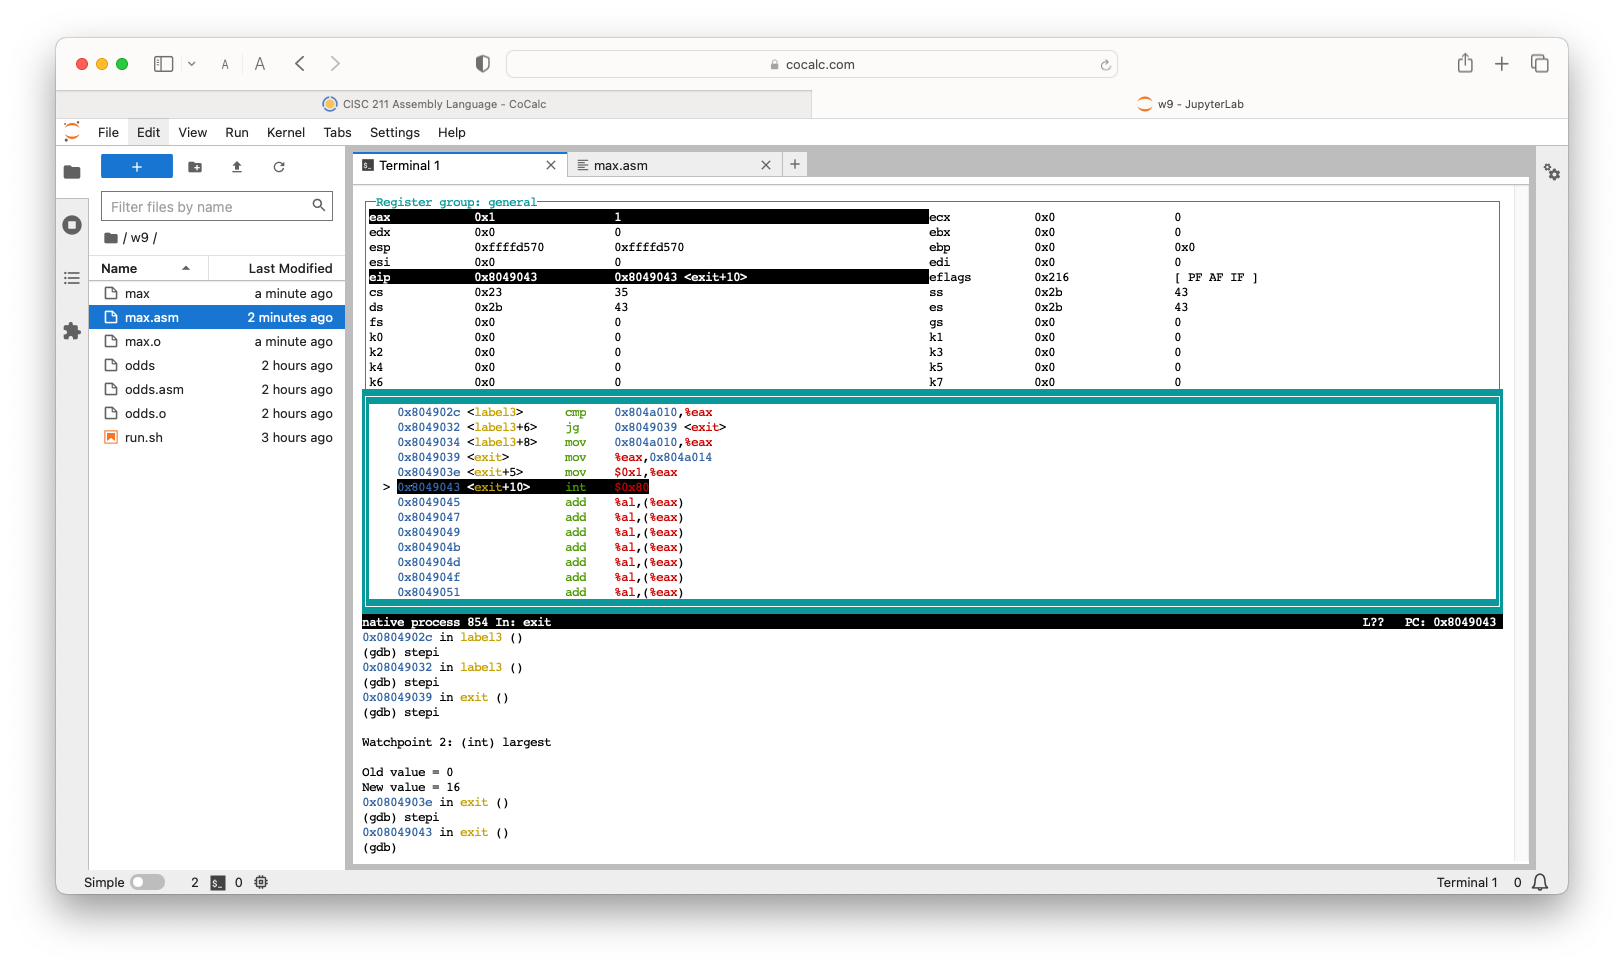 A A cocalc.com
CISC 211 Assembly Language - CoCalc w9 - JupyterLab
File Edit View Run Kernel Tabs Settings Help
+ Terminal 1 max.asm +
Filter files by name
/ w9 /
Name Last Modified
max a minute ago
max.asm 2 minutes ago
max.o a minute ago
odds 2 hours ago
odds.asm 2 hours ago
odds.o 2 hours ago
run.sh 3 hours ago
Register group: general
eax 0x1 1 ecx 0x0 0
edx 0x0 0 ebx 0x0 0
esp 0xffffd570 0xffffd570 ebp 0x0 0x0
esi 0x0 0 edi 0x0 0
eip 0x8049043 0x8049043 <exit+10> eflags 0x216 [ PF AF IF ]
cs 0x23 35 ss 0x2b 43
ds 0x2b 43 es 0x2b 43
fs 0x0 0 gs 0x0 0
k0 0x0 0 k1 0x0 0
k2 0x0 0 k3 0x0 0
k4 0x0 0 k5 0x0 0
k6 0x0 0 k7 0x0 0
0x804902c <label3> cmp 0x804a010,%eax
0x8049032 <label3+6> jg 0x8049039 <exit>
0x8049034 <label3+8> mov 0x804a010,%eax
0x8049039 <exit> mov %eax,0x804a014
0x804903e <exit+5> mov $0x1,%eax
> 0x8049043 <exit+10> int $0x80
0x8049045 add %al,(%eax)
0x8049047 add %al,(%eax)
0x8049049 add %al,(%eax)
0x804904b add %al,(%eax)
0x804904d add %al,(%eax)
0x804904f add %al,(%eax)
0x8049051 add %al,(%eax)
native process 854 In: exit L?? PC: 0x8049043
0x0804902c in label3 ()
(gdb) stepi
0x08049032 in label3 ()
(gdb) stepi
0x08049039 in exit ()
(gdb) stepi
Watchpoint 2: (int) largest
Old value = 0
New value = 16
0x0804903e in exit ()
(gdb) stepi
0x08049043 in exit ()
(gdb)
Simple 2 $_ 0 Terminal 1 0